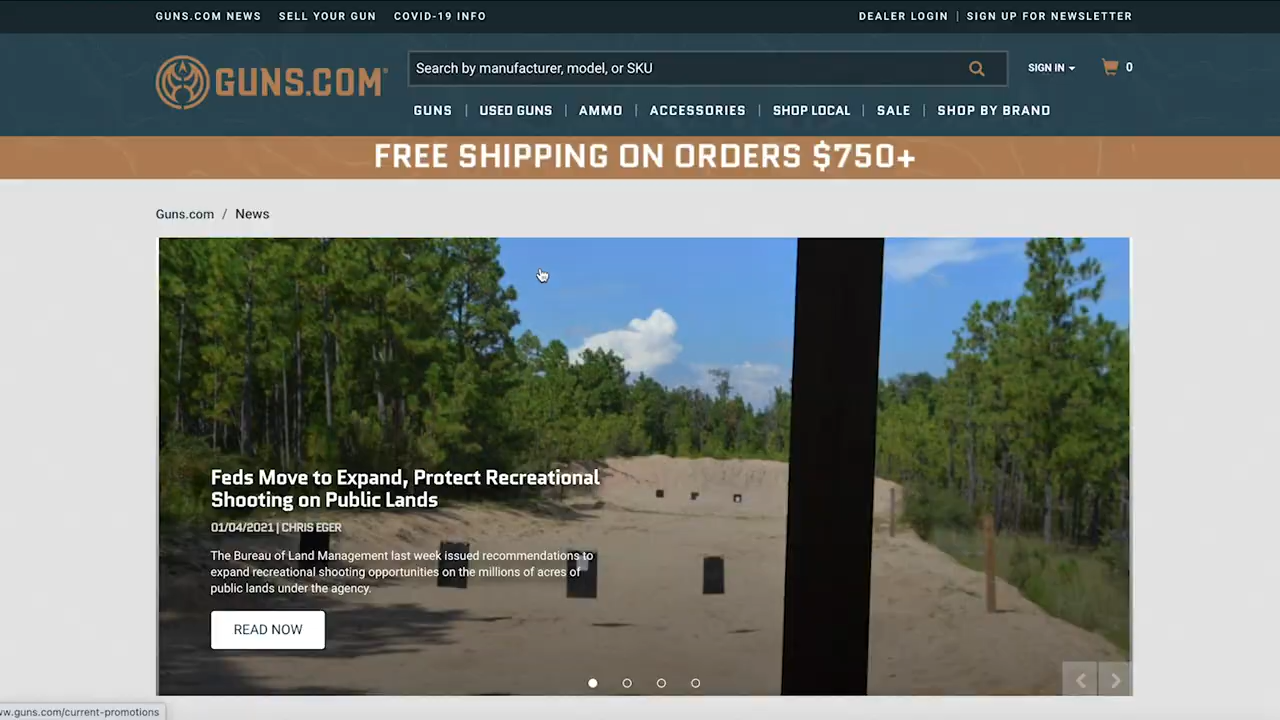 GUNS.COM NEWS SELL YOUR GUN COVID-19 INFO DEALER LOGIN | SIGN UP FOR NEWSLETTER
GUNS.COM® Search by manufacturer, model, or SKU SIGN IN 0
GUNS | USED GUNS | AMMO | ACCESSORIES | SHOP LOCAL | SALE | SHOP BY BRAND
FREE SHIPPING ON ORDERS $750+
Guns.com / News
Feds Move to Expand, Protect Recreational
Shooting on Public Lands
01/04/2021 | CHRIS EGER
The Bureau of Land Management last week issued recommendations to
expand recreational shooting opportunities on the millions of acres of
public lands under the agency.
READ NOW
ww.guns.com/current-promotions